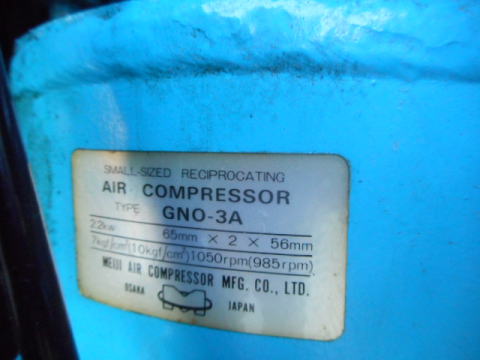 SMALL-SIZED RECIPROCATING
AIR COMPRESSOR
TYPE GNO-3A
2.2kw 65mm × 2 × 56mm
7kgf/cm² (10kgf/cm²) 1050rpm (985rpm)
MEIJI AIR COMPRESSOR MFG. CO., LTD.
OSAKA JAPAN